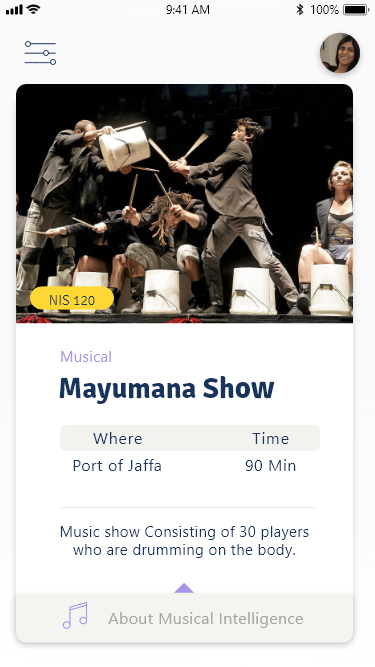 9:41 AM
100%
NIS 120
Musical
Mayumana Show
Where Time
Port of Jaffa 90 Min
Music show Consisting of 30 players
who are drumming on the body.
About Musical Intelligence